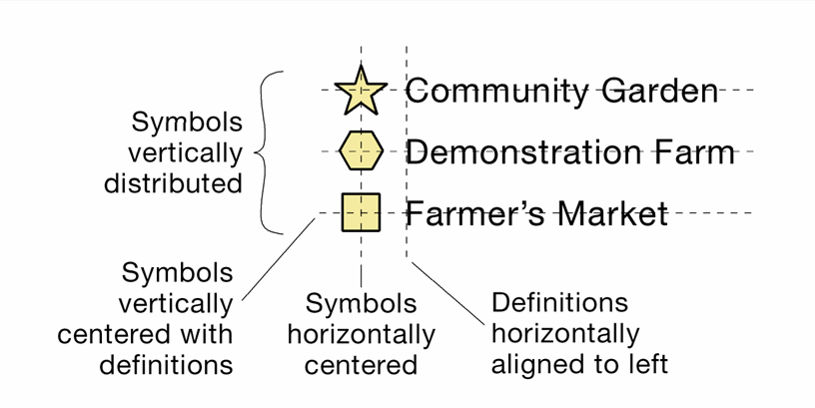 Community Garden
Symbols
vertically
distributed
Demonstration Farm
Farmer’s Market
Symbols
vertically
centered with
definitions
Symbols
horizontally
centered
Definitions
horizontally
aligned to left